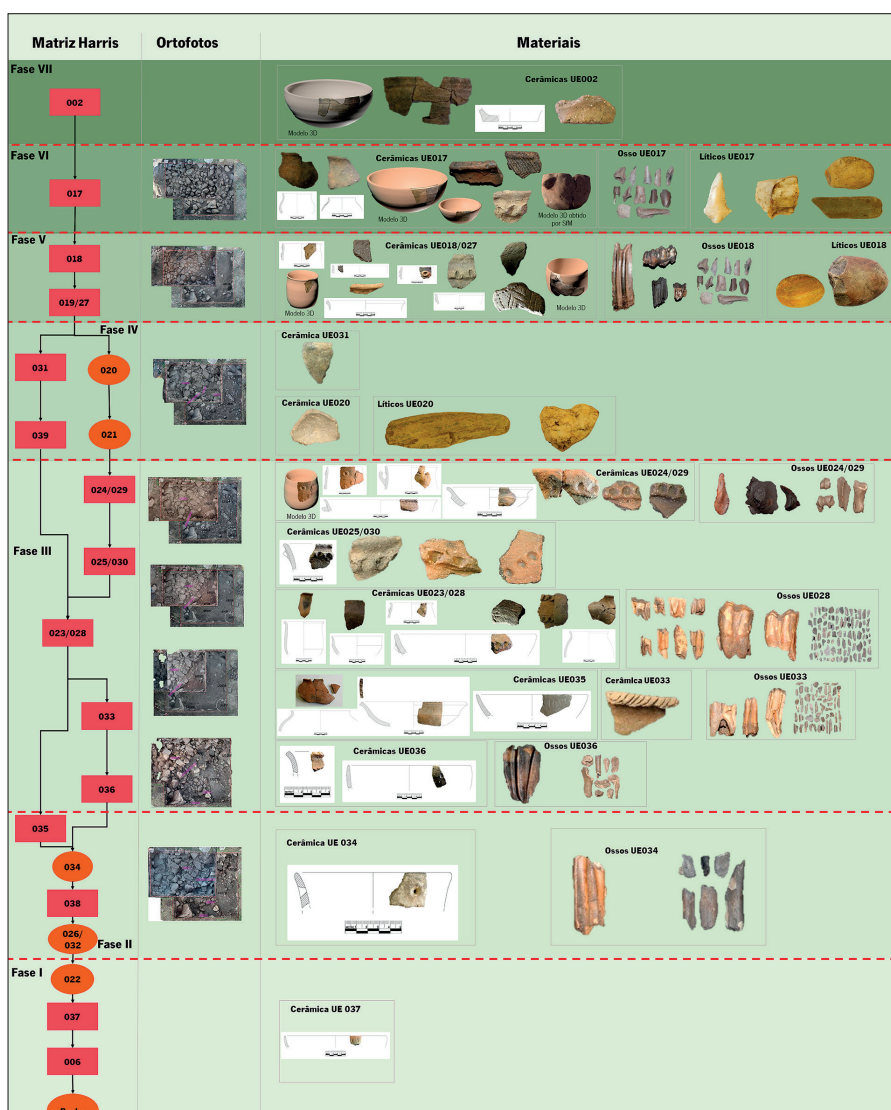 Matriz Harris
Ortofotos
Materiais
Fase VII
002
Cerâmicas UE002
Modelo 3D
Fase VI
017
Cerâmicas UE017
Modelo 3D
Modelo 3D obtido
por SfM
Osso UE017
Líticos UE017
Fase V
018
019/27
Cerâmicas UE018/027
Modelo 3D
Modelo 3D
Ossos UE018
Líticos UE018
Fase IV
031
020
039
021
Cerâmica UE031
Cerâmica UE020
Líticos UE020
Fase III
024/029
025/030
023/028
033
036
Cerâmicas UE024/029
Modelo 3D
Ossos UE024/029
Cerâmicas UE025/030
Cerâmicas UE023/028
Ossos UE028
Cerâmicas UE035
Cerâmica UE033
Ossos UE033
Cerâmicas UE036
Ossos UE036
035
034
038
026/
032
Fase II
Cerâmica UE 034
Ossos UE034
Fase I
022
037
006
Cerâmica UE 037